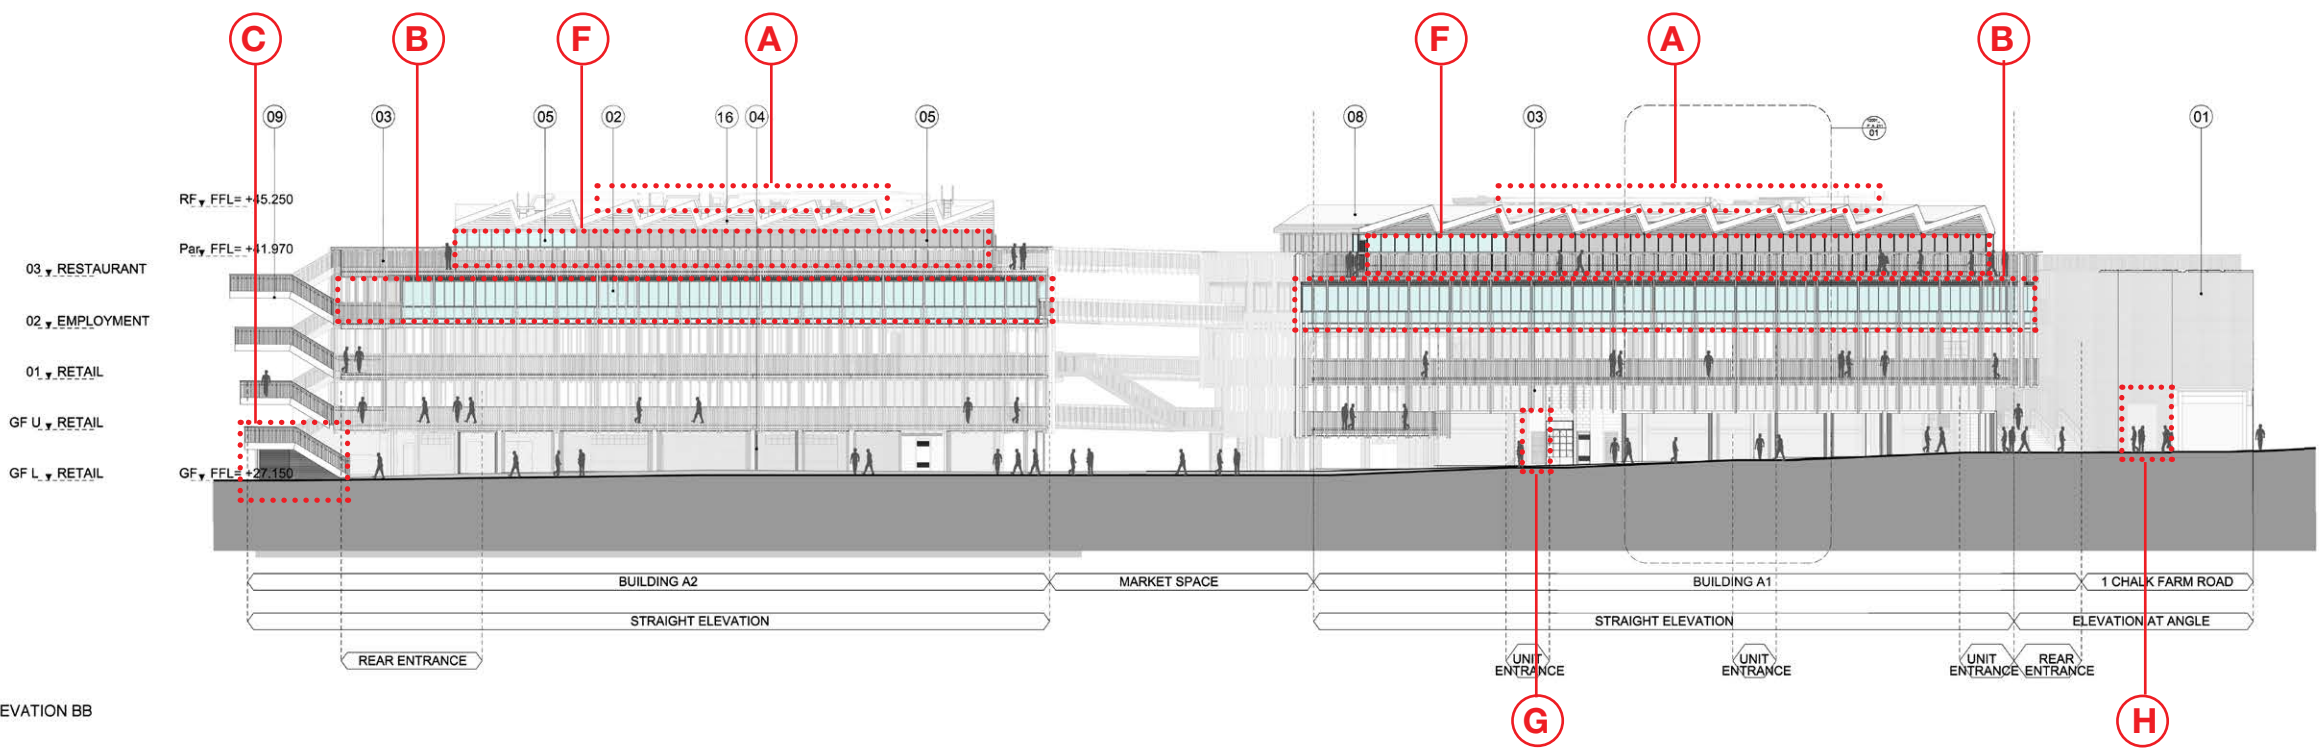 C B F A F A B
09 03 05 02 16 04 05 08 03 01 01
RF FFL= +45.250
Par FFL= +41.970
03 RESTAURANT
02 EMPLOYMENT
01 RETAIL
GF U RETAIL
GF L RETAIL GF FFL= +27.150
BUILDING A2 MARKET SPACE BUILDING A1 1 CHALK FARM ROAD
STRAIGHT ELEVATION STRAIGHT ELEVATION ELEVATION AT ANGLE
REAR ENTRANCE UNIT ENTRANCE UNIT ENTRANCE UNIT ENTRANCE REAR ENTRANCE
EVATION BB
G H